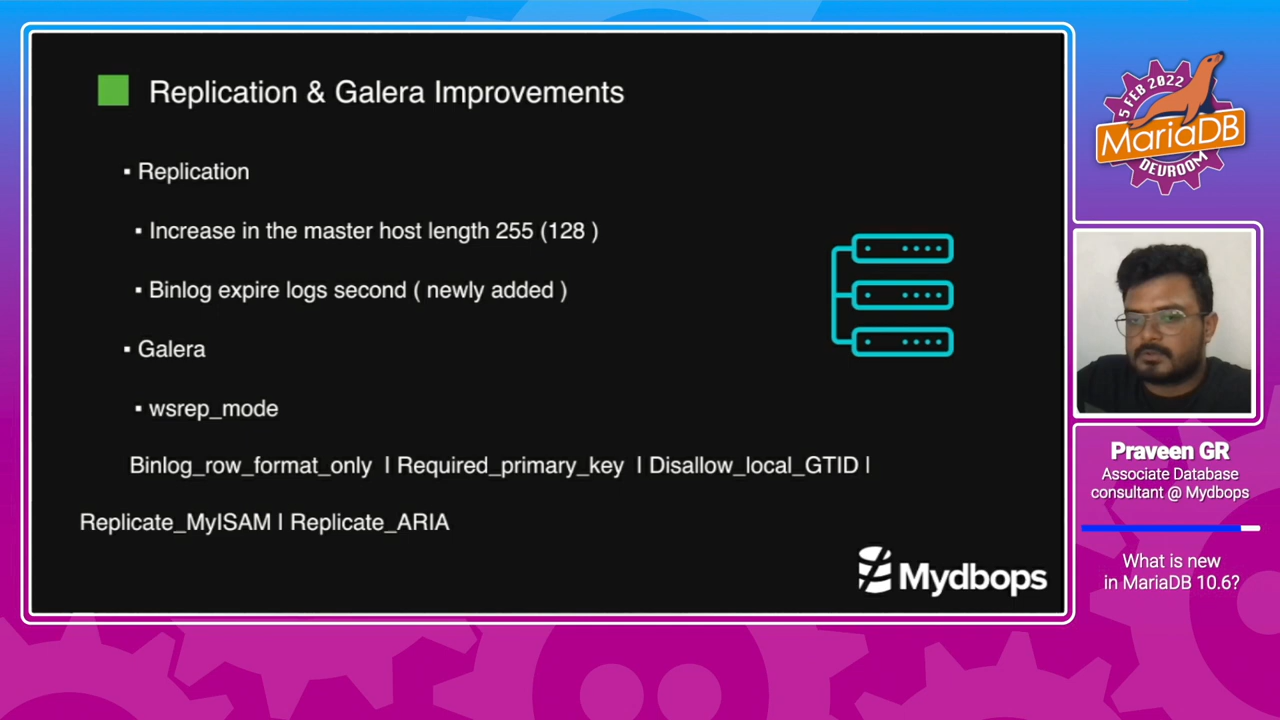 Replication & Galera Improvements
▪ Replication
▪ Increase in the master host length 255 (128 )
▪ Binlog expire logs second ( newly added )
▪ Galera
▪ wsrep_mode
Binlog_row_format_only | Required_primary_key | Disallow_local_GTID |
Replicate_MyISAM | Replicate_ARIA
Mydbops
5 FEB 2022
MariaDB
DEVROOM
Praveen GR
Associate Database
consultant @ Mydbops
What is new
in MariaDB 10.6?